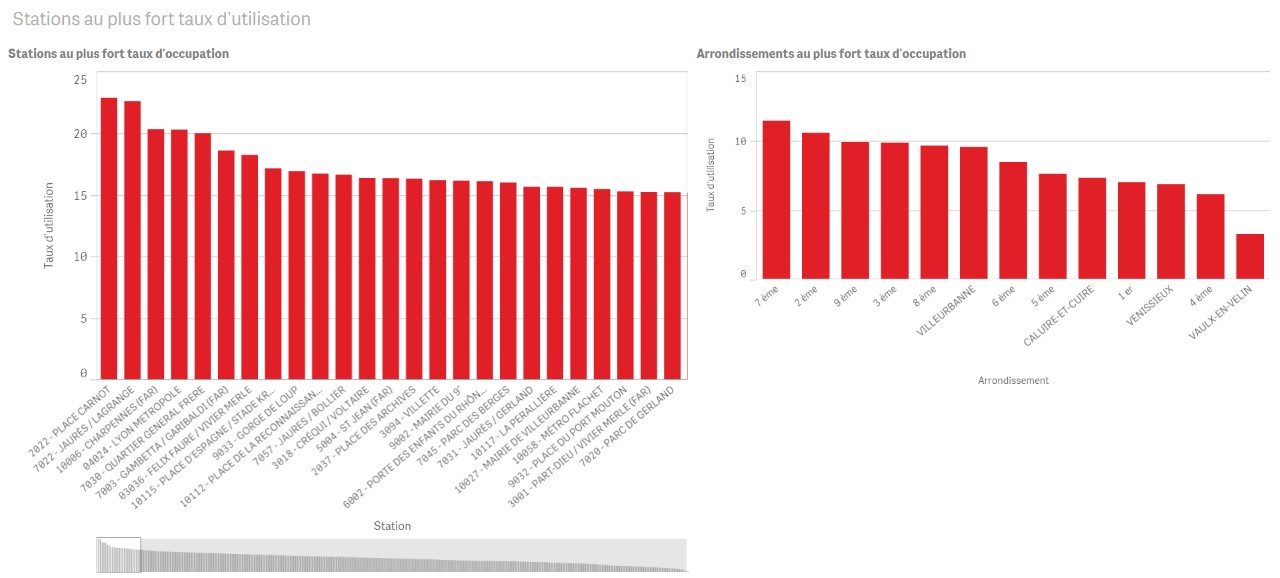 Stations au plus fort taux d'utilisation
Stations au plus fort taux d'occupation
Taux d'utilisation
25
20
15
10
5
0
2022 - PLACE CARNOT
7022 - JAURÈS / LAGRANGE
10006 - CHARPENNES (FAR)
04024 - LYON METROPOLE
7030 - QUARTIER GENERAL FRERE
7003 - GAMBETTA / GARIBALDI (FAR)
03036 - FELIX FAURE / VIVIER MERLE
10115 - PLACE D'ESPAGNE / STADE KR...
9033 - GORGE DE LOUP
10112 - PLACE DE LA RECONNAISSAN...
7057 - JAURES / BOLLIER
3018 - CRÉQUI / VOLTAIRE
5004 - ST JEAN (FAR)
2037 - PLACE DES ARCHIVES
3094 - VILLETTE
9002 - MAIRIE DU 9°
6002 - PORTE DES ENFANTS DU RHÔN...
7045 - PARC DES BERGES
7031 - JAURÈS / GERLAND
10117 - LA PERALLIÈRE
10027 - MAIRIE DE VILLEURBANNE
10058 - MÉTRO FLACHET
9032 - PLACE DU PORT MOUTON
3001 - PART-DIEU / VIVIER MERLE (FAR)
7020 - PARC DE GERLAND
Station
Arrondissements au plus fort taux d'occupation
Taux d'utilisation
15
10
5
0
7 ème
2 ème
9 ème
3 ème
8 ème
VILLEURBANNE
6 ème
5 ème
CALUIRE-ET-CUIRE
1 er
VENISSIEUX
4 ème
VAULX-EN-VELIN
Arrondissement